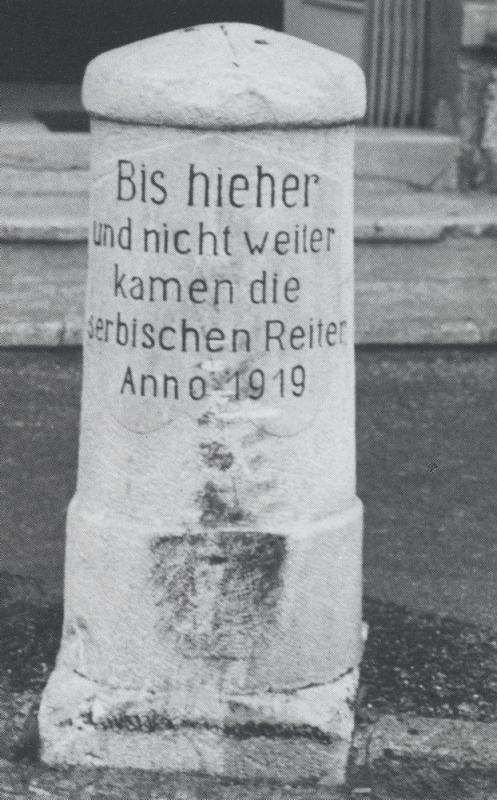 Bis hieher
und nicht weiter
kamen die
serbischen Reiter
Anno 1919